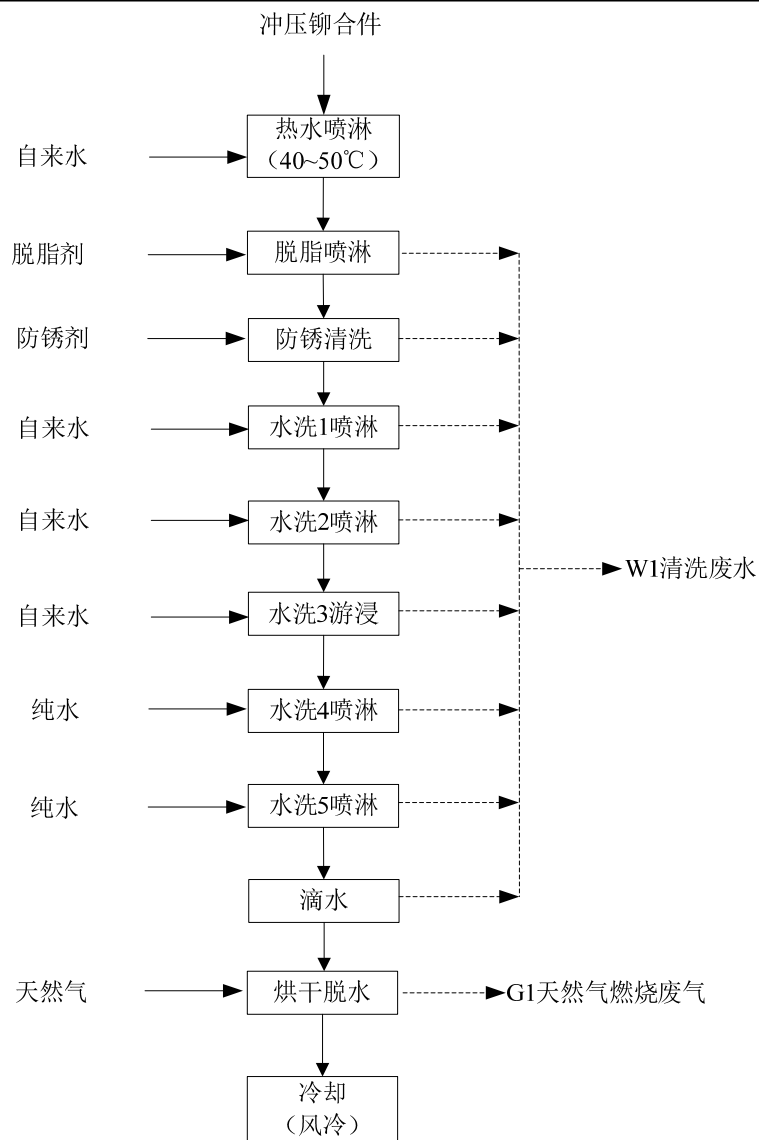 冲压铆合件
热水喷淋
（40~50℃）
自来水
脱脂剂
脱脂喷淋
防锈剂
防锈清洗
自来水
水洗1喷淋
自来水
水洗2喷淋
W1清洗废水
自来水
水洗3游浸
纯水
水洗4喷淋
纯水
水洗5喷淋
滴水
天然气
烘干脱水
G1天然气燃烧废气
冷却
（风冷）